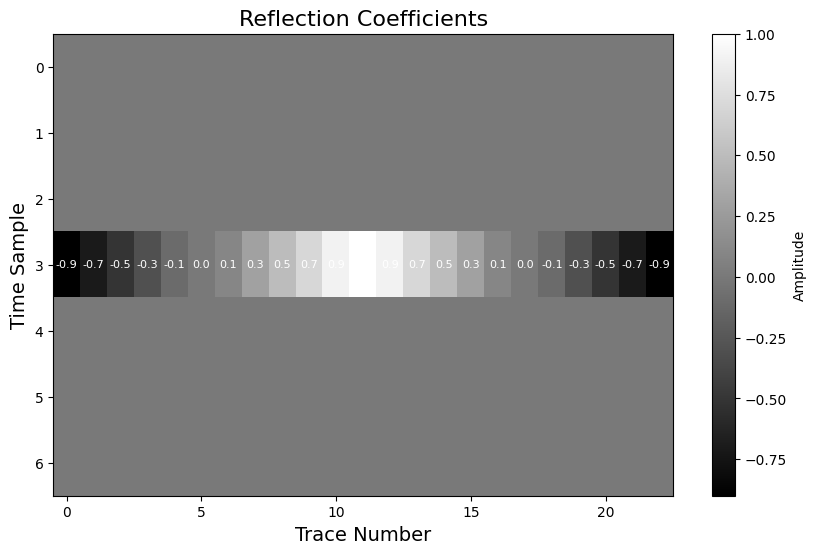 Reflection Coefficients
1.00
0
0.75
1
0.50
2
0.25
Time Sample
3
-0.9 -0.7 -0.5 -0.3 -0.1 0.0 0.1 0.3 0.5 0.7 0.9 0.9 0.7 0.5 0.3 0.1 0.0 -0.1 -0.3 -0.5 -0.7 -0.9
0.00
Amplitude
4
−0.25
5
−0.50
6
−0.75
0 5 10 15 20
Trace Number